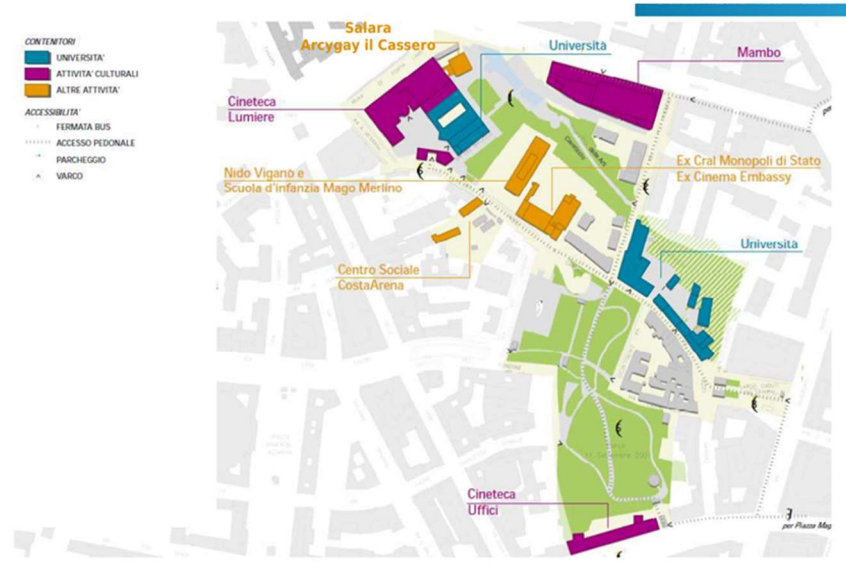 Salara
Arcygay il Cassero
CONTENITORI
UNIVERSITA'
ATTIVITA' CULTURALI
ALTRE ATTIVITA'
ACCESSIBILITA'
FERMATA BUS
ACCESSO PEDONALE
PARCHEGGIO
VARCO
Università
Mambo
Cineteca
Lumiere
Nido Viganò e
Scuola d'infanzia Mago Merlino
Ex Cral Monopoli di Stato
Ex Cinema Embassy
Università
Centro Sociale
CostaArena
Cineteca
Uffici
per Piazza Mag